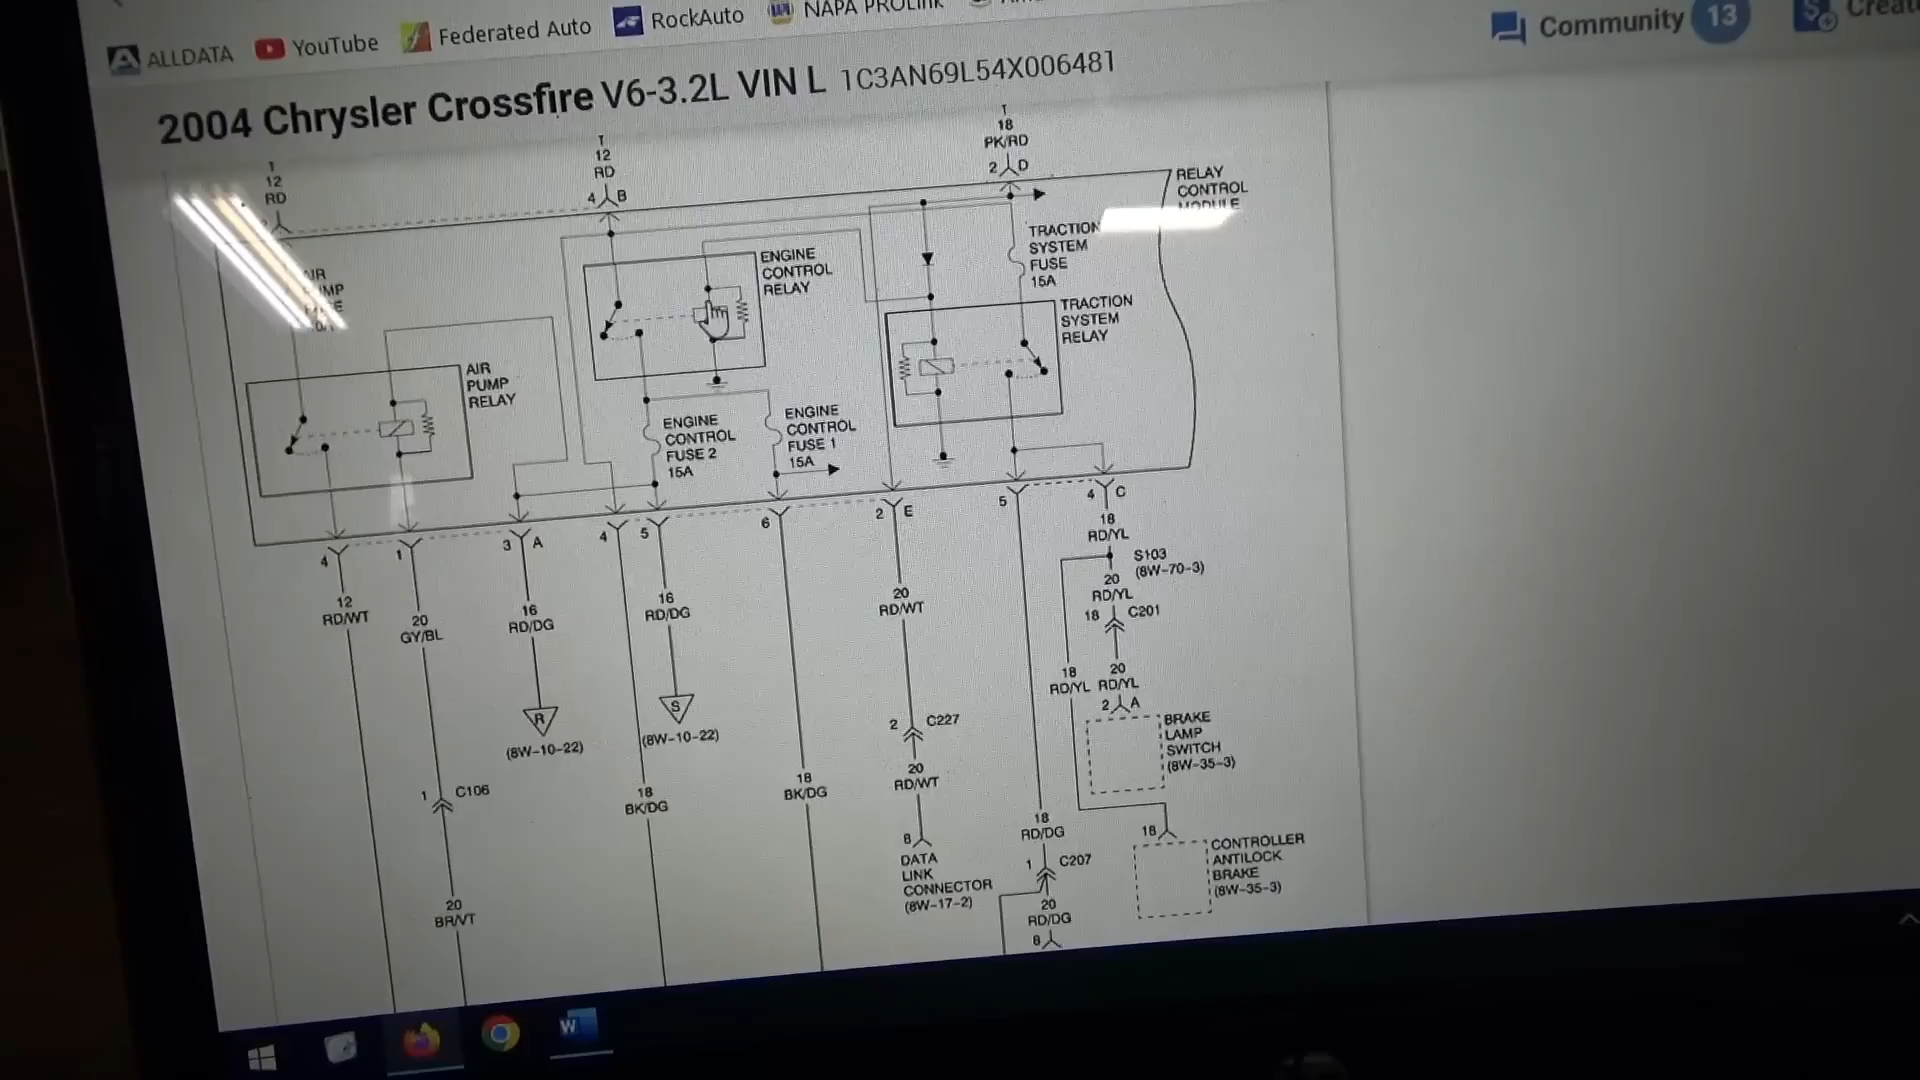 ALLDATA YouTube Federated Auto RockAuto NAPA PROLink
Community 13
2004 Chrysler Crossfire V6-3.2L VIN L 1C3AN69L54X006481
12
RD
12
RD
4 B
18
PK/RD
2 D
RELAY
CONTROL
MODULE
AIR
PUMP
ENGINE
CONTROL
RELAY
TRACTION
SYSTEM
FUSE
15A
TRACTION
SYSTEM
RELAY
AIR
PUMP
RELAY
ENGINE
CONTROL
FUSE 2
15A
ENGINE
CONTROL
FUSE 1
15A
4 1 3 A 4 5 6 2 E 5 4 C
12
RD/WT
20
GY/BL
16
RD/DG
16
RD/DG
20
RD/WT
18
RD/YL
S103
(8W-70-3)
20
RD/YL
18 C201
18
RD/YL
20
RD/YL
2 A
R
(8W-10-22)
S
(8W-10-22)
2 C227
BRAKE
LAMP
SWITCH
(8W-35-3)
1 C106
18
BK/DG
18
BK/DG
20
RD/WT
8
DATA
LINK
CONNECTOR
(8W-17-2)
18
RD/DG
1 C207
20
RD/DG
8
18
CONTROLLER
ANTILOCK
BRAKE
(8W-35-3)
20
BR/VT